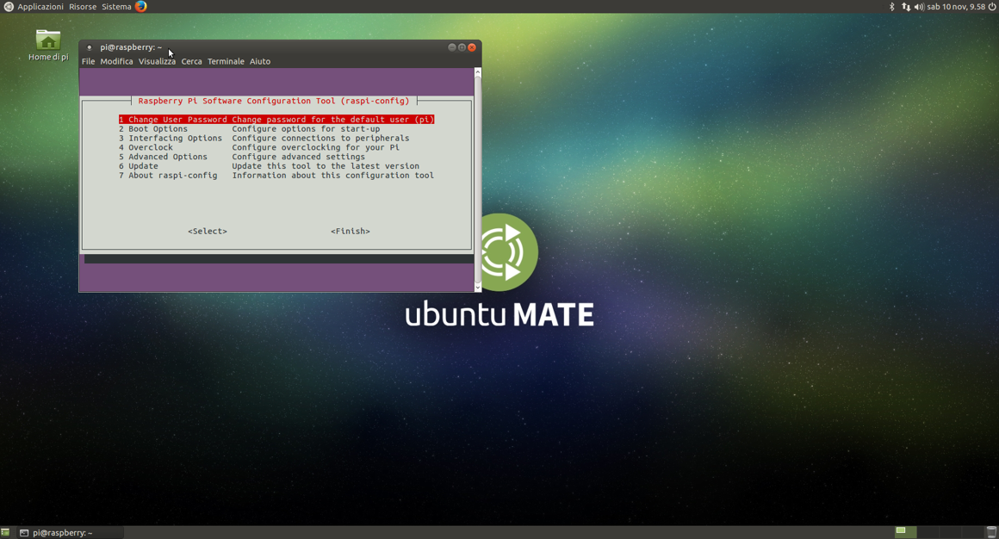 Applicazioni Risorse Sistema
sab 10 nov, 9.58
Home di pi
pi@raspberry: ~
File Modifica Visualizza Cerca Terminale Aiuto
Raspberry Pi Software Configuration Tool (raspi-config)
1 Change User Password Change password for the default user (pi)
2 Boot Options Configure options for start-up
3 Interfacing Options Configure connections to peripherals
4 Overclock Configure overclocking for your Pi
5 Advanced Options Configure advanced settings
6 Update Update this tool to the latest version
7 About raspi-config Information about this configuration tool
<Select> <Finish>
ubuntu MATE
pi@raspberry: ~